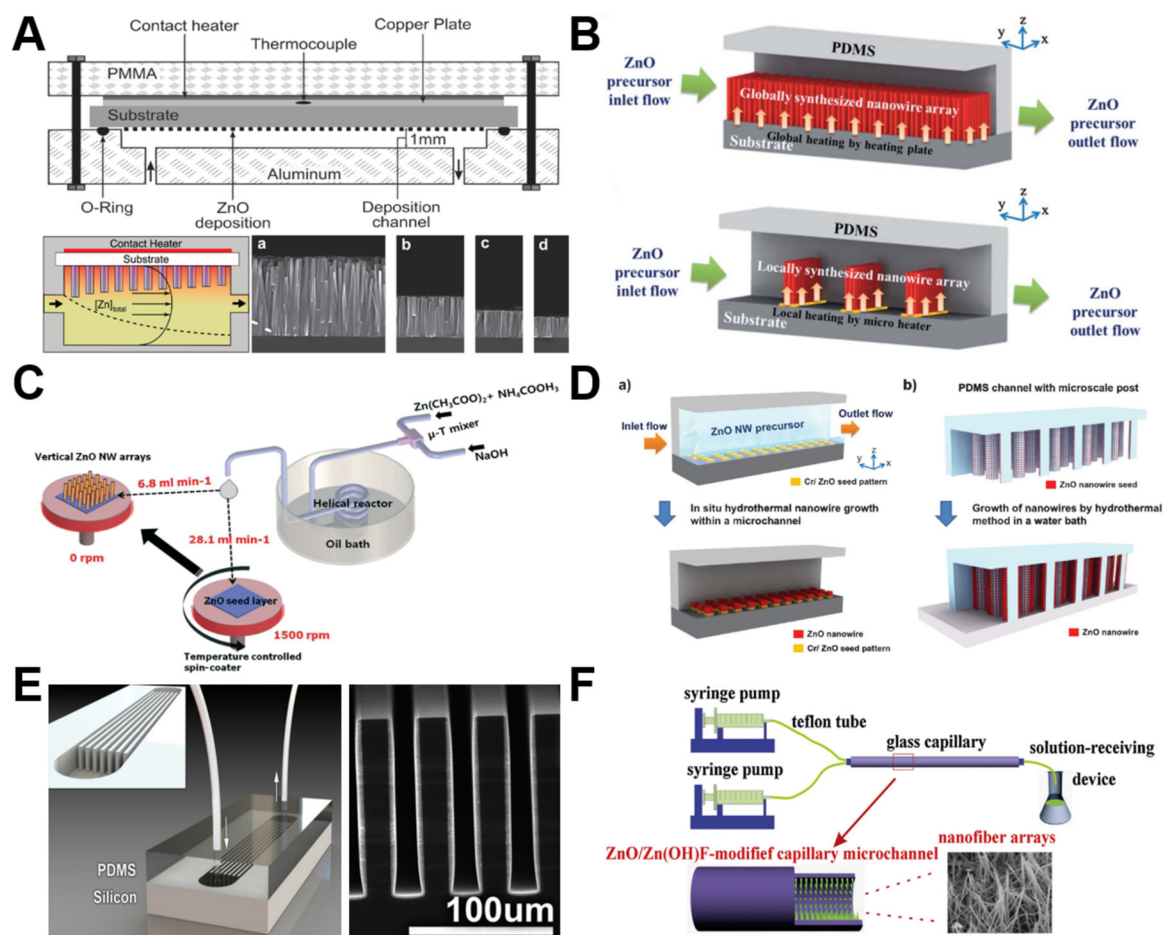 A
Contact heater
Copper Plate
Thermocouple
PMMA
Substrate
1mm
Aluminum
O-Ring
ZnO
deposition
Deposition
channel
Contact Heater
Substrate
[Zn]total
a
b
c
d
B
PDMS
z
y
x
ZnO
precursor
inlet flow
Globally synthesized nanowire array
Global heating by heating plate
Substrate
ZnO
precursor
outlet flow
PDMS
z
y
x
ZnO
precursor
inlet flow
Locally synthesized nanowire array
Local heating by micro heater
Substrate
ZnO
precursor
outlet flow
C
Zn(CH3COO)2+ NH4COOH3
μ-T mixer
NaOH
Vertical ZnO NW arrays
6.8 ml min-1
Helical reactor
Oil bath
0 rpm
28.1 ml min-1
ZnO seed layer
1500 rpm
Temperature controlled
spin-coater
D
a)
Inlet flow
ZnO NW precursor
Outlet flow
z
y
x
Cr/ ZnO seed pattern
In situ hydrothermal nanowire growth
within a microchannel
ZnO nanowire
Cr/ ZnO seed pattern
b)
PDMS channel with microscale post
ZnO nanowire seed
Growth of nanowires by hydrothermal
method in a water bath
ZnO nanowire
E
PDMS
Silicon
100um
F
syringe pump
teflon tube
glass capillary
solution-receiving
device
syringe pump
ZnO/Zn(OH)F-modifief capillary microchannel
nanofiber arrays